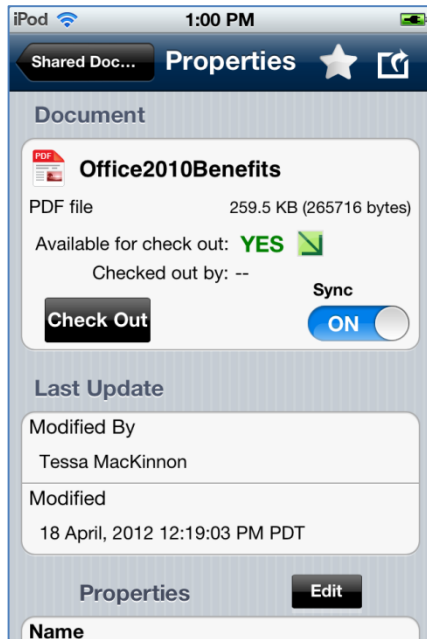 iPod 1:00 PM
Shared Doc... Properties
Document
PDF
Office2010Benefits
PDF file 259.5 KB (265716 bytes)
Available for check out: YES
Checked out by: --
Sync
Check Out ON
Last Update
Modified By
Tessa MacKinnon
Modified
18 April, 2012 12:19:03 PM PDT
Properties Edit
Name